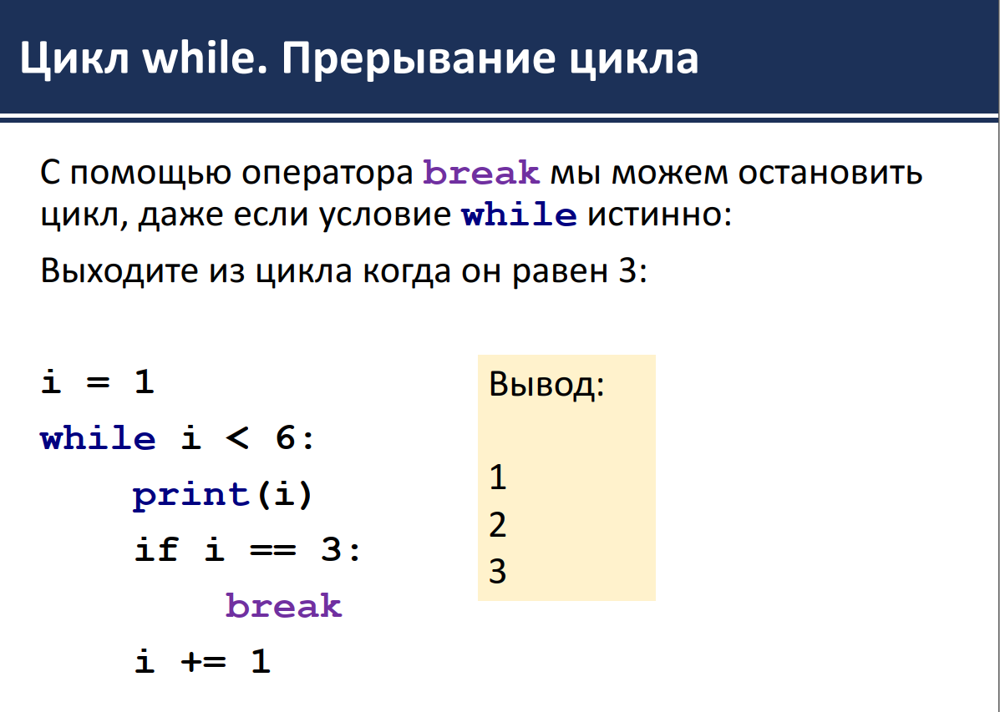 Цикл while. Прерывание цикла
С помощью оператора break мы можем остановить
цикл, даже если условие while истинно:
Выходите из цикла когда он равен 3:
i = 1
while i < 6:
    print(i)
    if i == 3:
        break
    i += 1
Вывод:
1
2
3